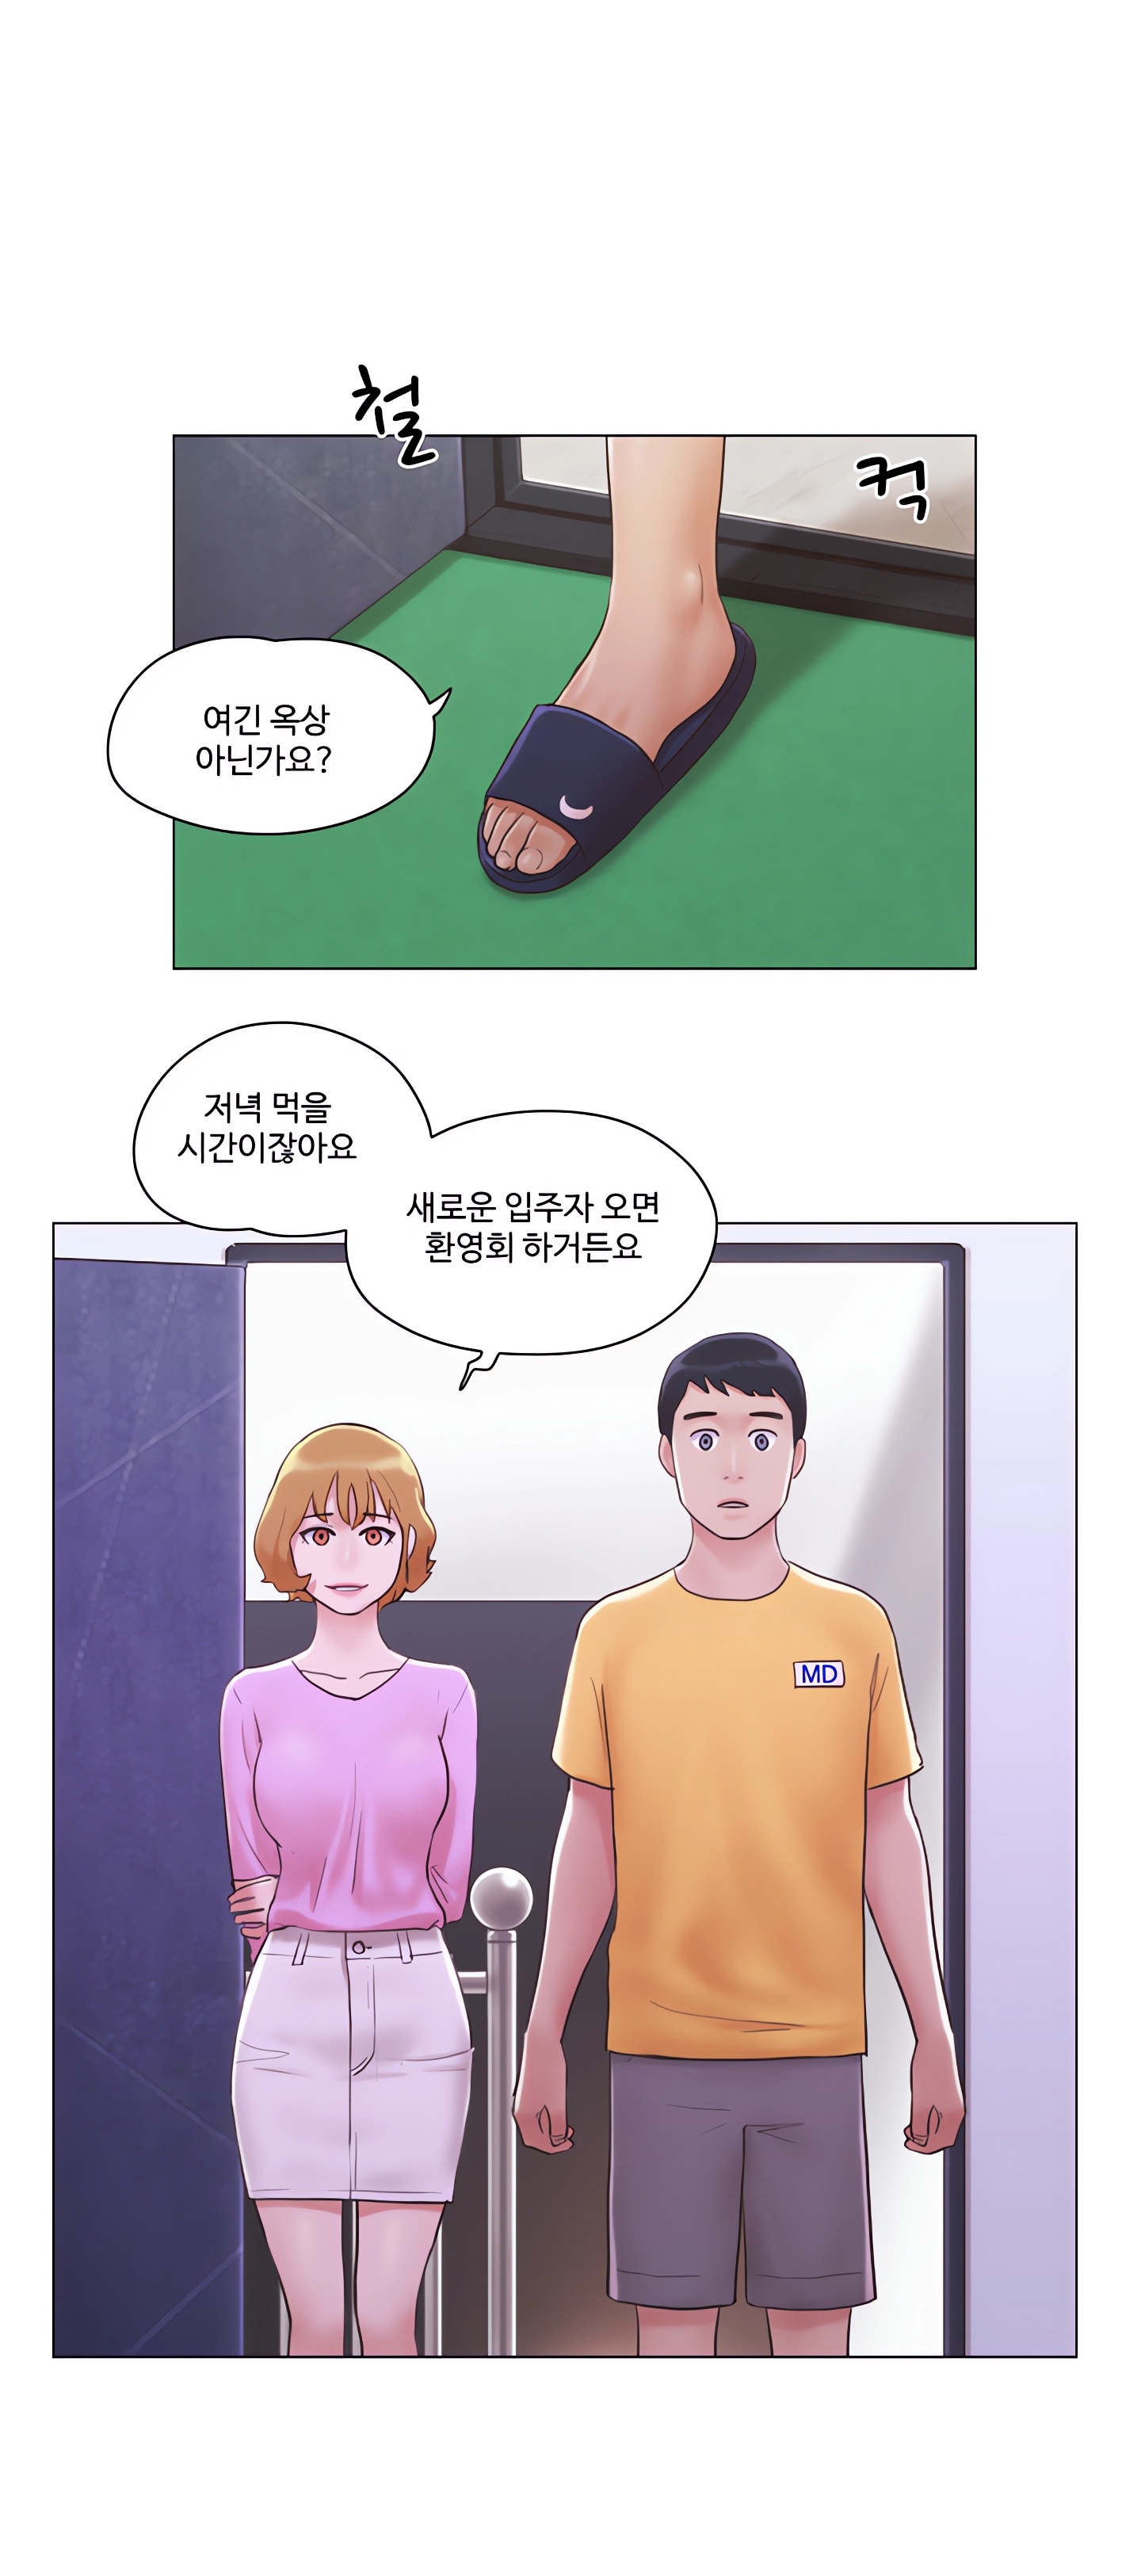 철
컥
여긴 옥상
아닌가요?
저녁 먹을
시간이잖아요
새로운 입주자 오면
환영회 하거든요
MD